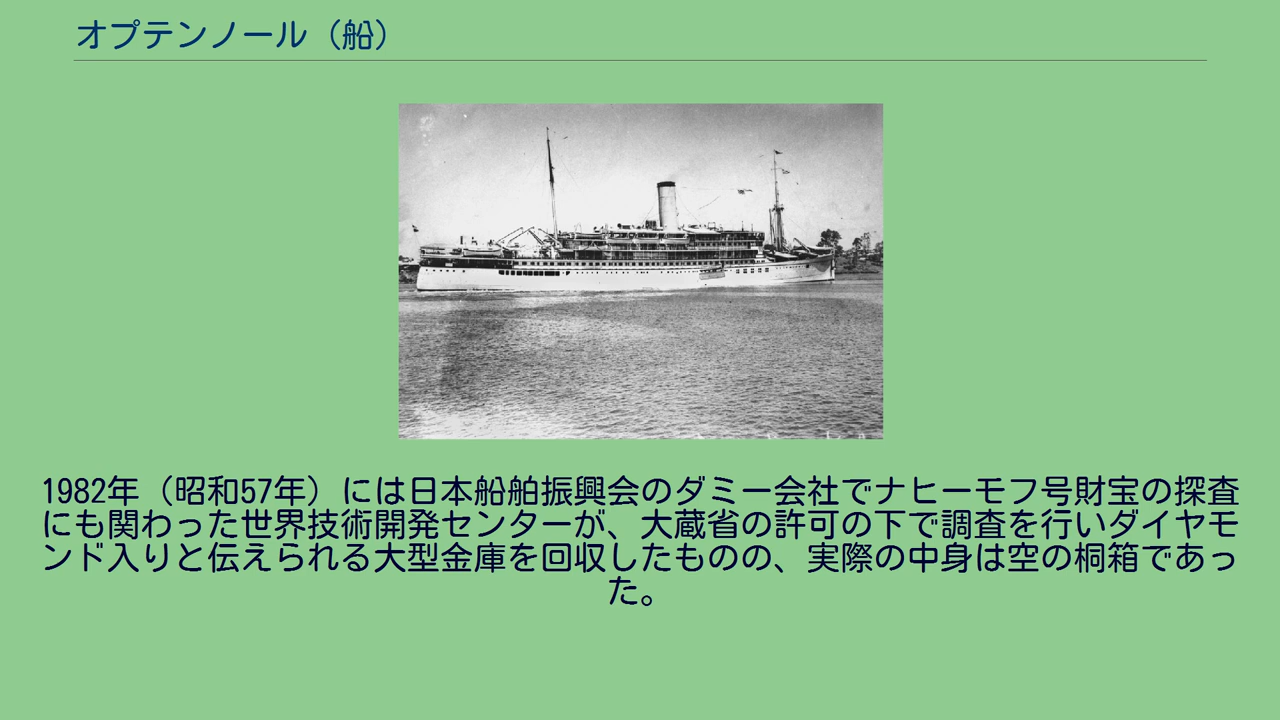 オプテンノール（船）
1982年（昭和57年）には日本船舶振興会のダミー会社でナヒーモフ号財宝の探査
にも関わった世界技術開発センターが、大蔵省の許可の下で調査を行いダイヤモ
ンド入りと伝えられる大型金庫を回収したものの、実際の中身は空の桐箱であっ
た。